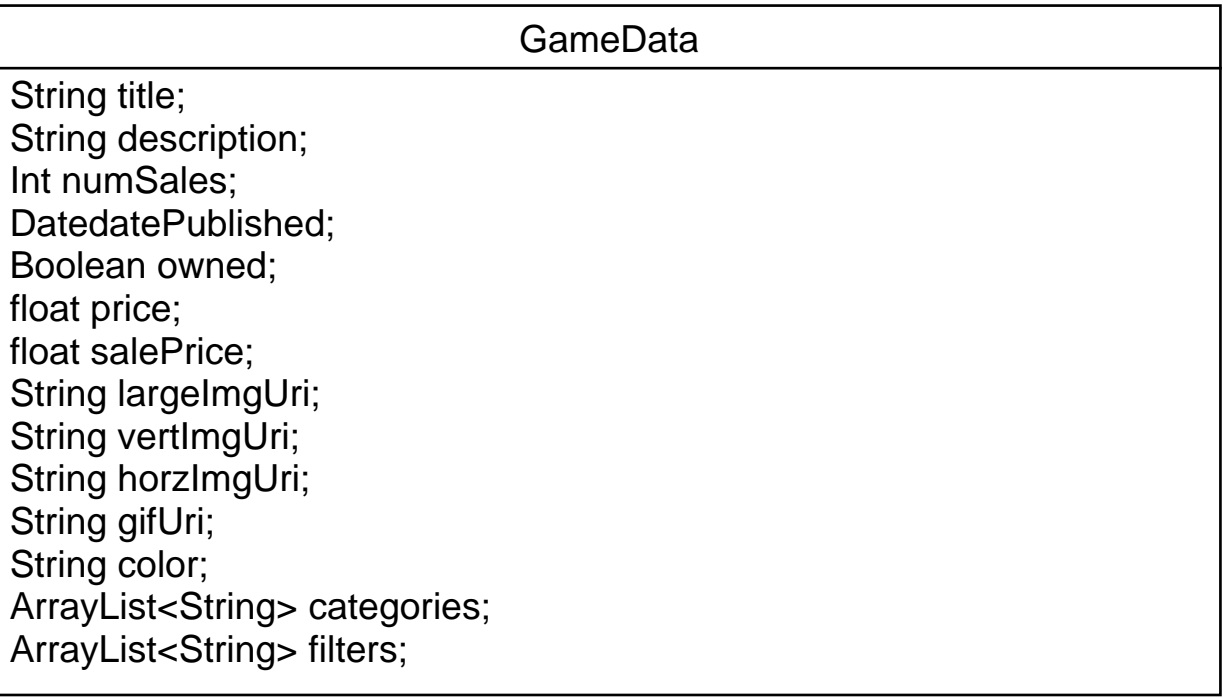 GameData
String title;
String description;
Int numSales;
DatedatePublished;
Boolean owned;
float price;
float salePrice;
String largeImgUri;
String vertImgUri;
String horzImgUri;
String gifUri;
String color;
ArrayList<String> categories;
ArrayList<String> filters;